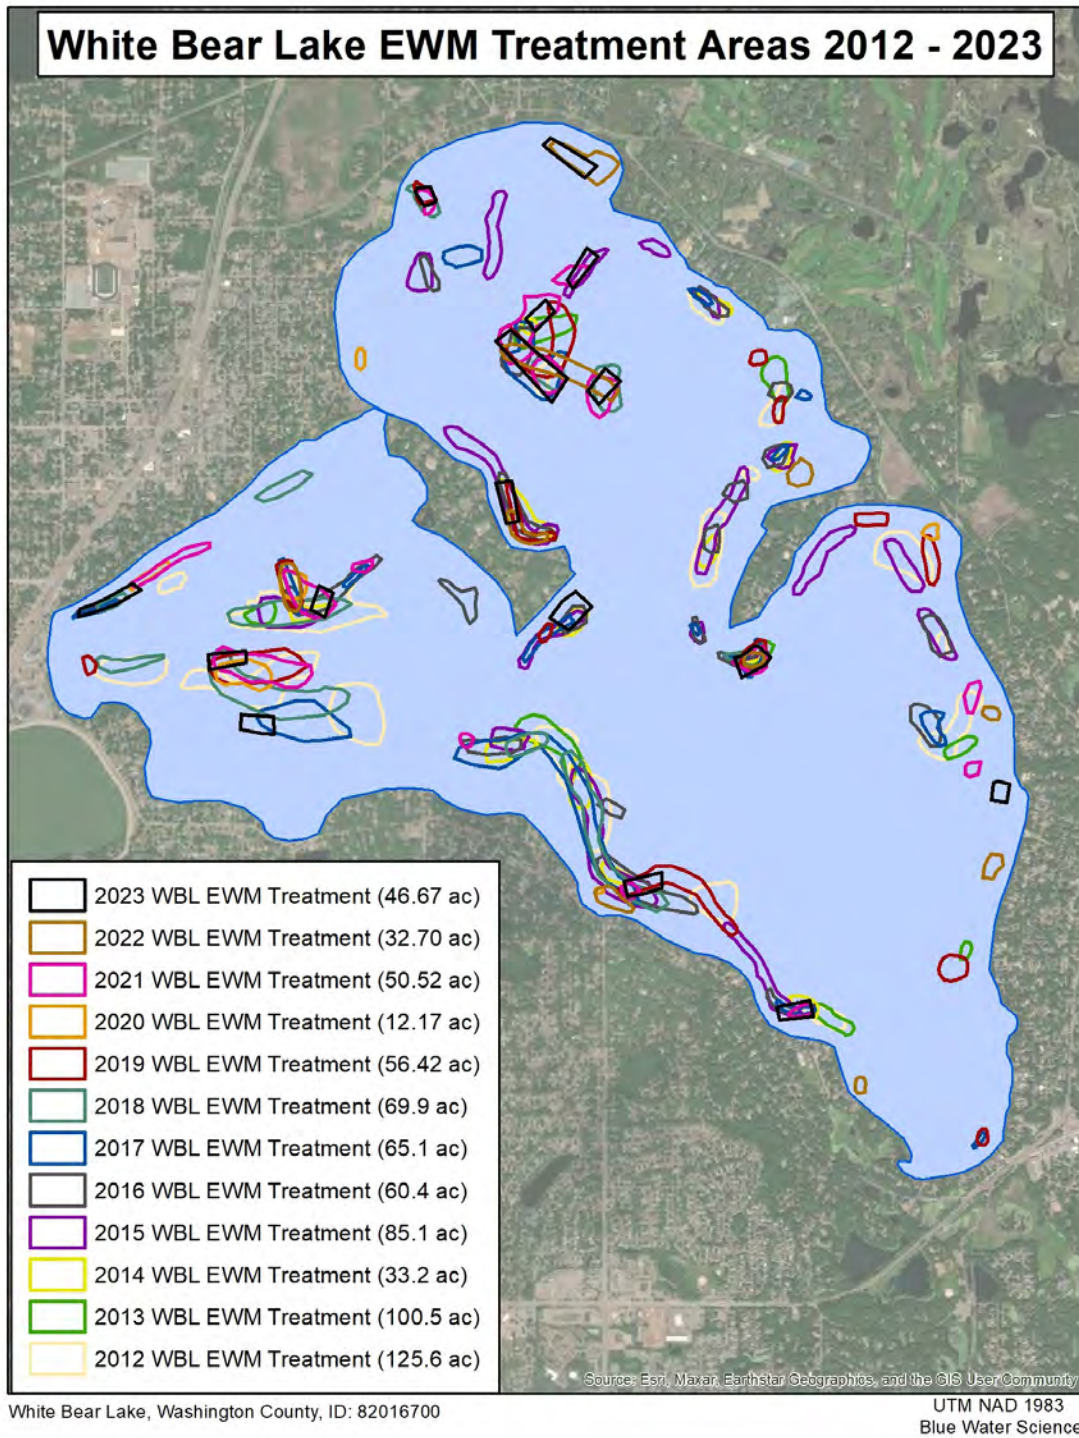 White Bear Lake EWM Treatment Areas 2012 - 2023
2023 WBL EWM Treatment (46.67 ac)
2022 WBL EWM Treatment (32.70 ac)
2021 WBL EWM Treatment (50.52 ac)
2020 WBL EWM Treatment (12.17 ac)
2019 WBL EWM Treatment (56.42 ac)
2018 WBL EWM Treatment (69.9 ac)
2017 WBL EWM Treatment (65.1 ac)
2016 WBL EWM Treatment (60.4 ac)
2015 WBL EWM Treatment (85.1 ac)
2014 WBL EWM Treatment (33.2 ac)
2013 WBL EWM Treatment (100.5 ac)
2012 WBL EWM Treatment (125.6 ac)
Source: Esri, Maxar, Earthstar Geographics, and the GIS User Community
White Bear Lake, Washington County, ID: 82016700
UTM NAD 1983
Blue Water Science